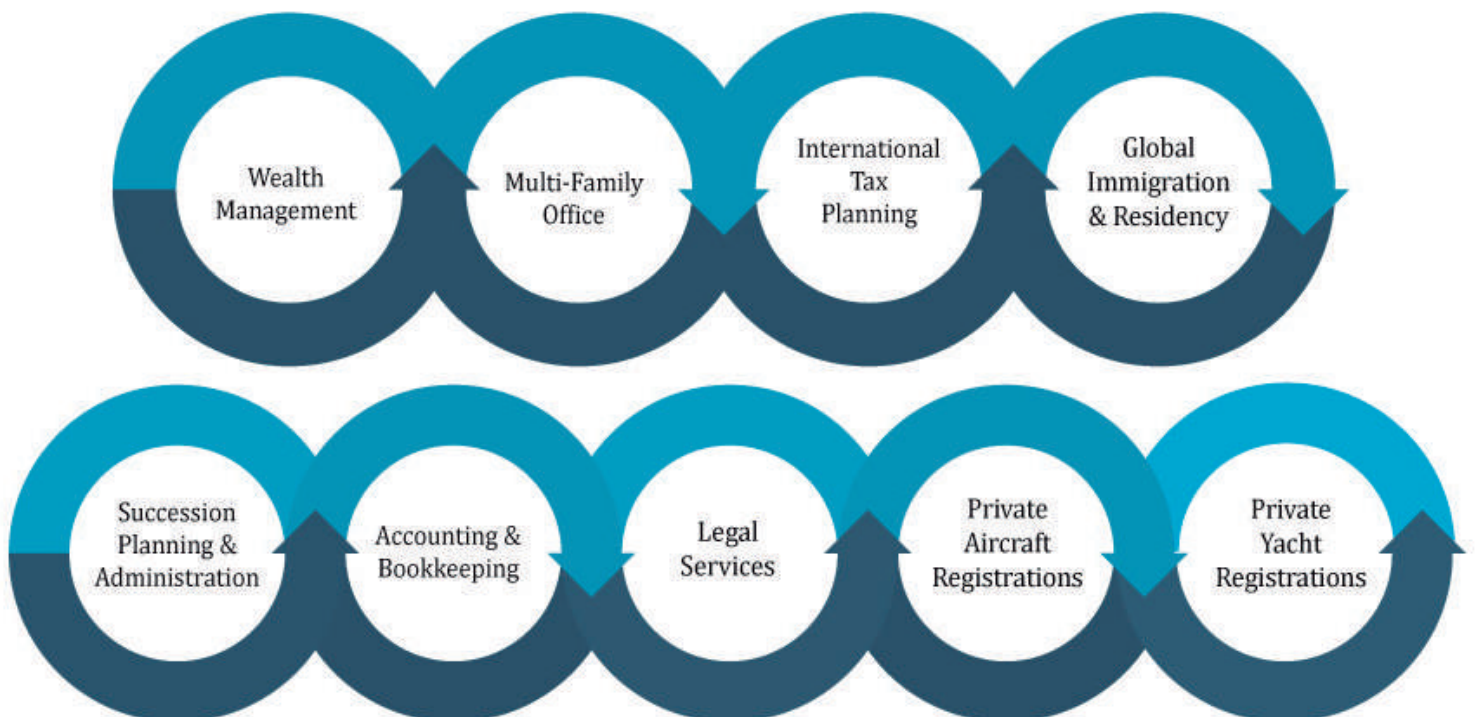 Wealth
Management
Multi-Family
Office
International
Tax
Planning
Global
Immigration
& Residency
Succession
Planning &
Administration
Accounting &
Bookkeeping
Legal
Services
Private
Aircraft
Registrations
Private
Yacht
Registrations